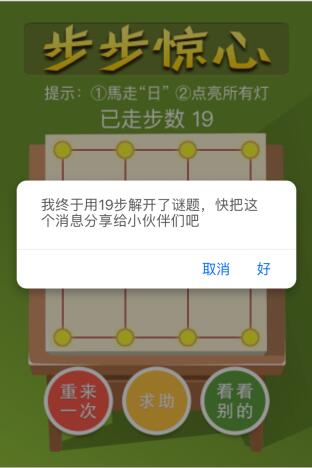 步步惊心
提示：①馬走“日” ②点亮所有灯
已走步数 19
我终于用19步解开了谜题，快把这
个消息分享给小伙伴们吧
取消 好
重来
一次
求助
看看
别的